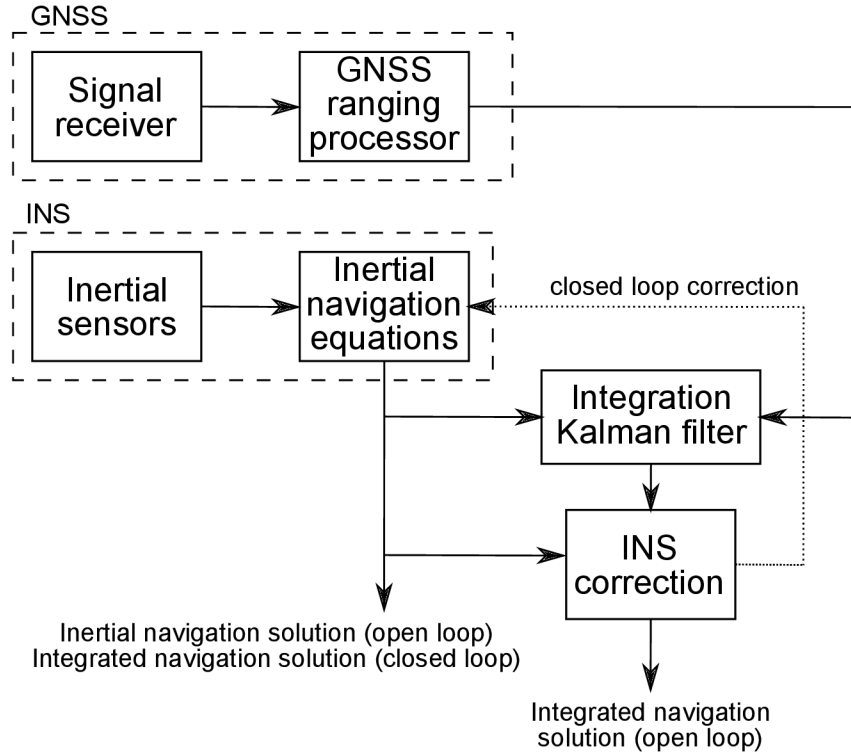 GNSS
Signal
receiver
GNSS
ranging
processor
INS
Inertial
sensors
Inertial
navigation
equations
closed loop correction
Integration
Kalman filter
INS
correction
Inertial navigation solution (open loop)
Integrated navigation solution (closed loop)
Integrated navigation
solution (open loop)